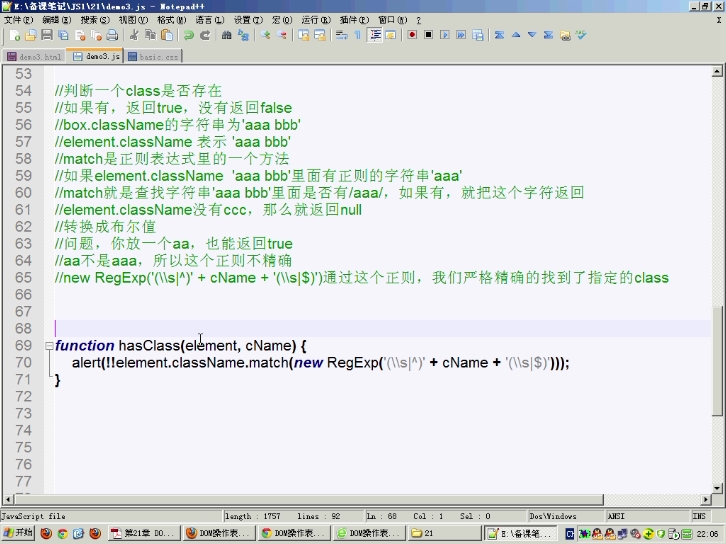 E:\备课笔记\JS1\21\demo3.js - Notepad++
文件(F) 编辑(E) 搜索(S) 视图(V) 格式(M) 语言(L) 设置(T) 宏(O) 运行(R) 插件(P) 窗口(W) ?
demo3.html demo3.js basic.css
53
54 //判断一个class是否存在
55 //如果有，返回true，没有返回false
56 //box.className的字符串为'aaa bbb'
57 //element.className 表示 'aaa bbb'
58 //match是正则表达式里的一个方法
59 //如果element.className 'aaa bbb'里面有正则的字符串'aaa'
60 //match就是查找字符串'aaa bbb'里面是否有/aaa/，如果有，就把这个字符返回
61 //element.className没有ccc，那么就返回null
62 //转换成布尔值
63 //问题，你放一个aa，也能返回true
64 //aa不是aaa，所以这个正则不精确
65 //new RegExp('(\\s|^)' + cName + '(\\s|$)')通过这个正则，我们严格精确的找到了指定的class
66
67
68
69 function hasClass(element, cName) {
70 alert(!!element.className.match(new RegExp('(\\s|^)' + cName + '(\\s|$)')));
71 }
72
73
74
75
76
77
JavaScript file length : 1757 lines : 92 Ln : 68 Col : 1 Sel : 0 Dos\Windows ANSI INS
开始 第21章 DO... DOM操作表... DOM操作表... DOM操作表... 21 E:\备课笔... 22:06